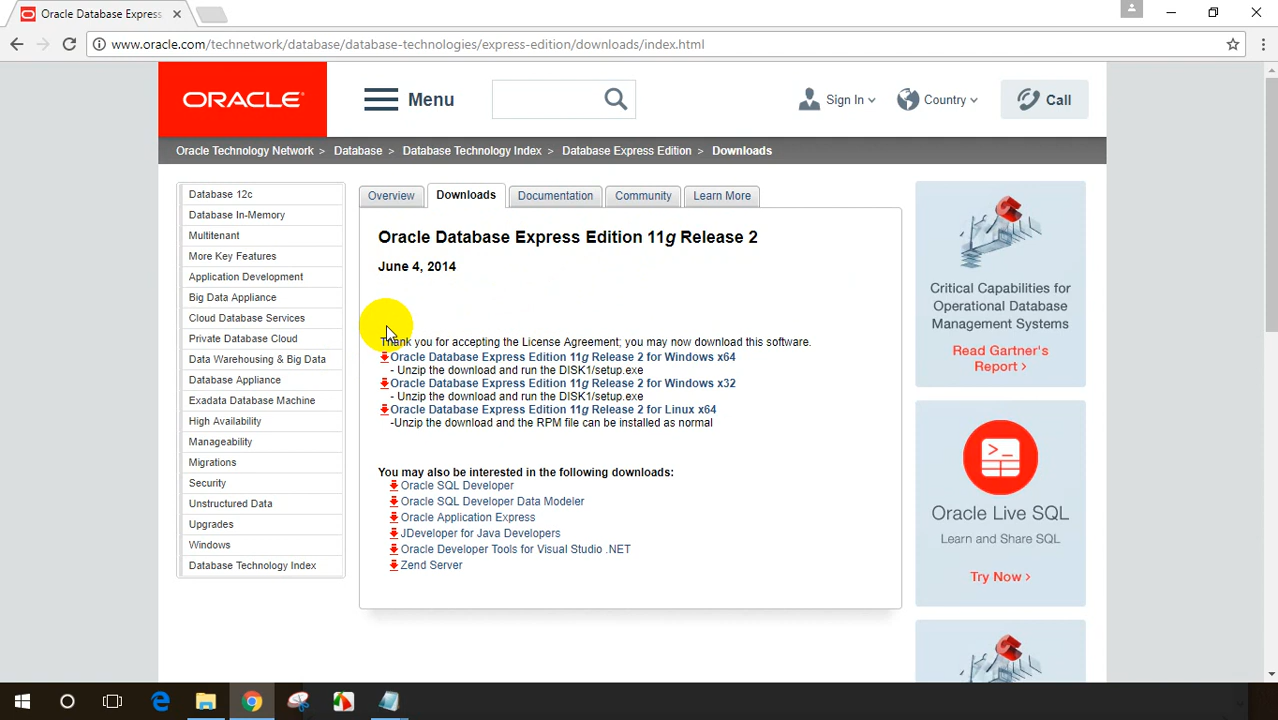 Oracle Database Express
www.oracle.com/technetwork/database/database-technologies/express-edition/downloads/index.html
ORACLE
Menu
Sign In
Country
Call
Oracle Technology Network > Database > Database Technology Index > Database Express Edition > Downloads
Database 12c
Database In-Memory
Multitenant
More Key Features
Application Development
Big Data Appliance
Cloud Database Services
Private Database Cloud
Data Warehousing & Big Data
Database Appliance
Exadata Database Machine
High Availability
Manageability
Migrations
Security
Unstructured Data
Upgrades
Windows
Database Technology Index
Overview Downloads Documentation Community Learn More
Oracle Database Express Edition 11g Release 2
June 4, 2014
Thank you for accepting the License Agreement; you may now download this software.
Oracle Database Express Edition 11g Release 2 for Windows x64
- Unzip the download and run the DISK1/setup.exe
Oracle Database Express Edition 11g Release 2 for Windows x32
- Unzip the download and run the DISK1/setup.exe
Oracle Database Express Edition 11g Release 2 for Linux x64
-Unzip the download and the RPM file can be installed as normal
You may also be interested in the following downloads:
Oracle SQL Developer
Oracle SQL Developer Data Modeler
Oracle Application Express
JDeveloper for Java Developers
Oracle Developer Tools for Visual Studio .NET
Zend Server
Critical Capabilities for
Operational Database
Management Systems
Read Gartner's
Report >
Oracle Live SQL
Learn and Share SQL
Try Now >